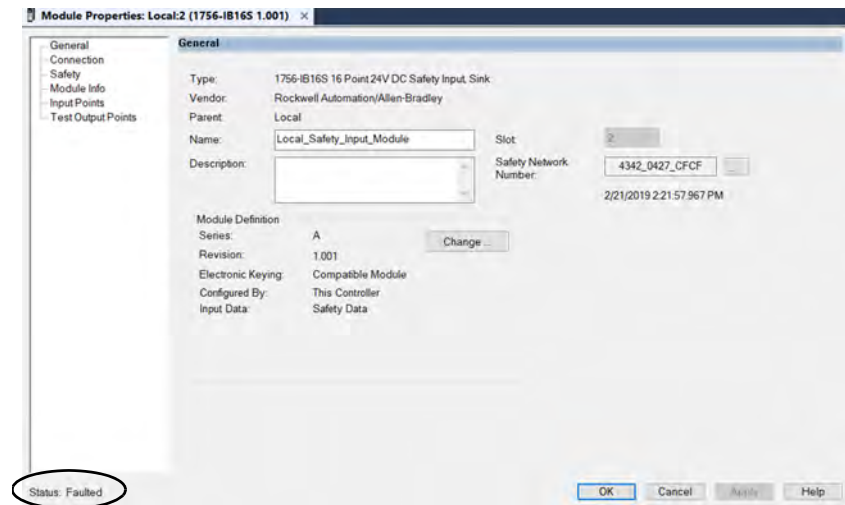 Module Properties: Local:2 (1756-IB16S 1.001) ×
General
Connection
Safety
Module Info
Input Points
Test Output Points
General
Type: 1756-IB16S 16 Point 24V DC Safety Input, Sink
Vendor: Rockwell Automation/Allen-Bradley
Parent: Local
Name: Local_Safety_Input_Module
Slot: 2
Description:
Safety Network Number: 4342_0427_CFCF ...
2/21/2019 2:21:57.967 PM
Module Definition
Series: A
Change ...
Revision: 1.001
Electronic Keying: Compatible Module
Configured By: This Controller
Input Data: Safety Data
Status: Faulted
OK Cancel Apply Help